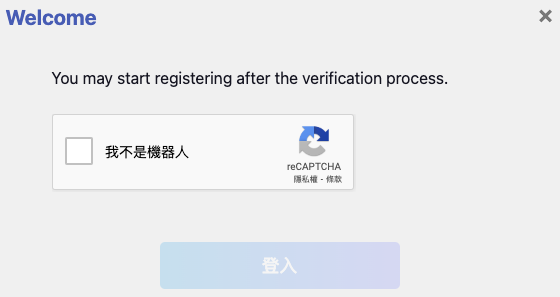 Welcome
You may start registering after the verification process.
我不是機器人
reCAPTCHA
隱私權 - 條款
登入